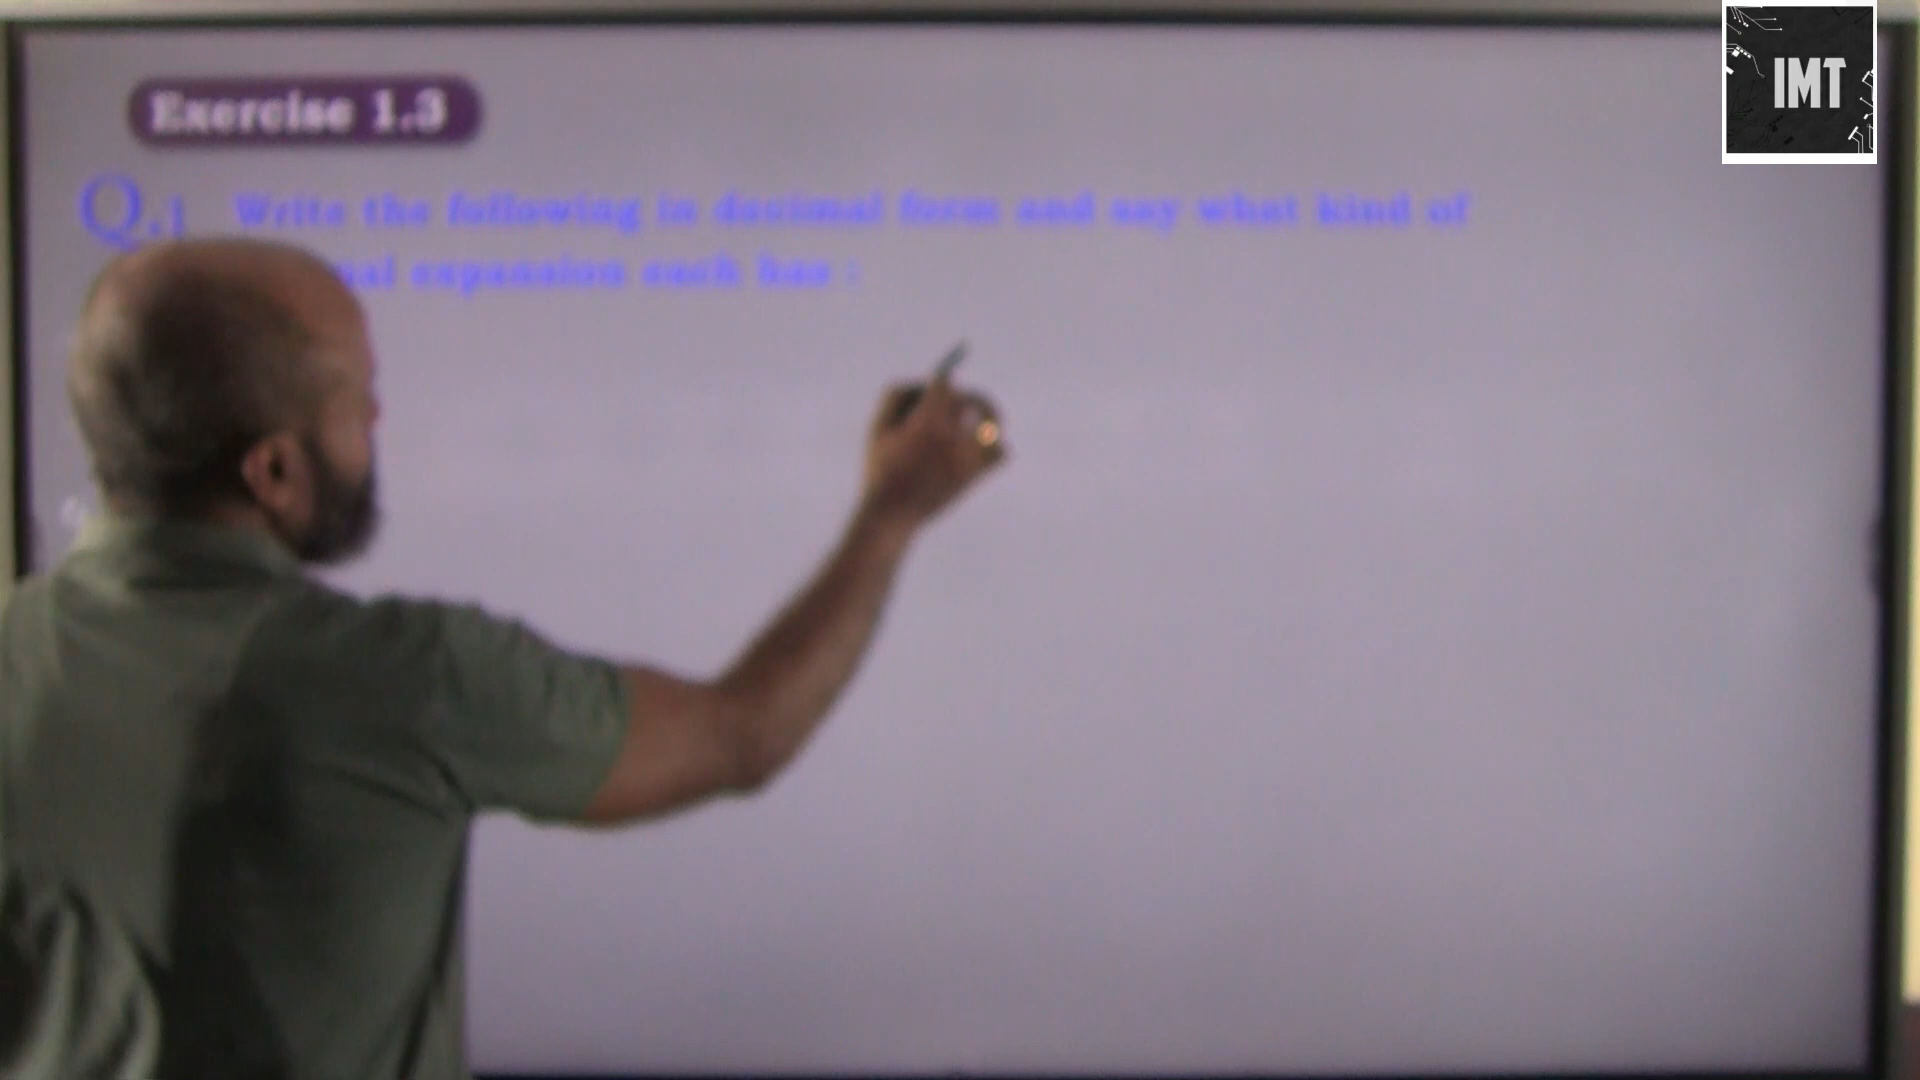 IMT
Exercise 1.3
Q.1 Write the following in decimal form and say what kind of
nal expansion each has :